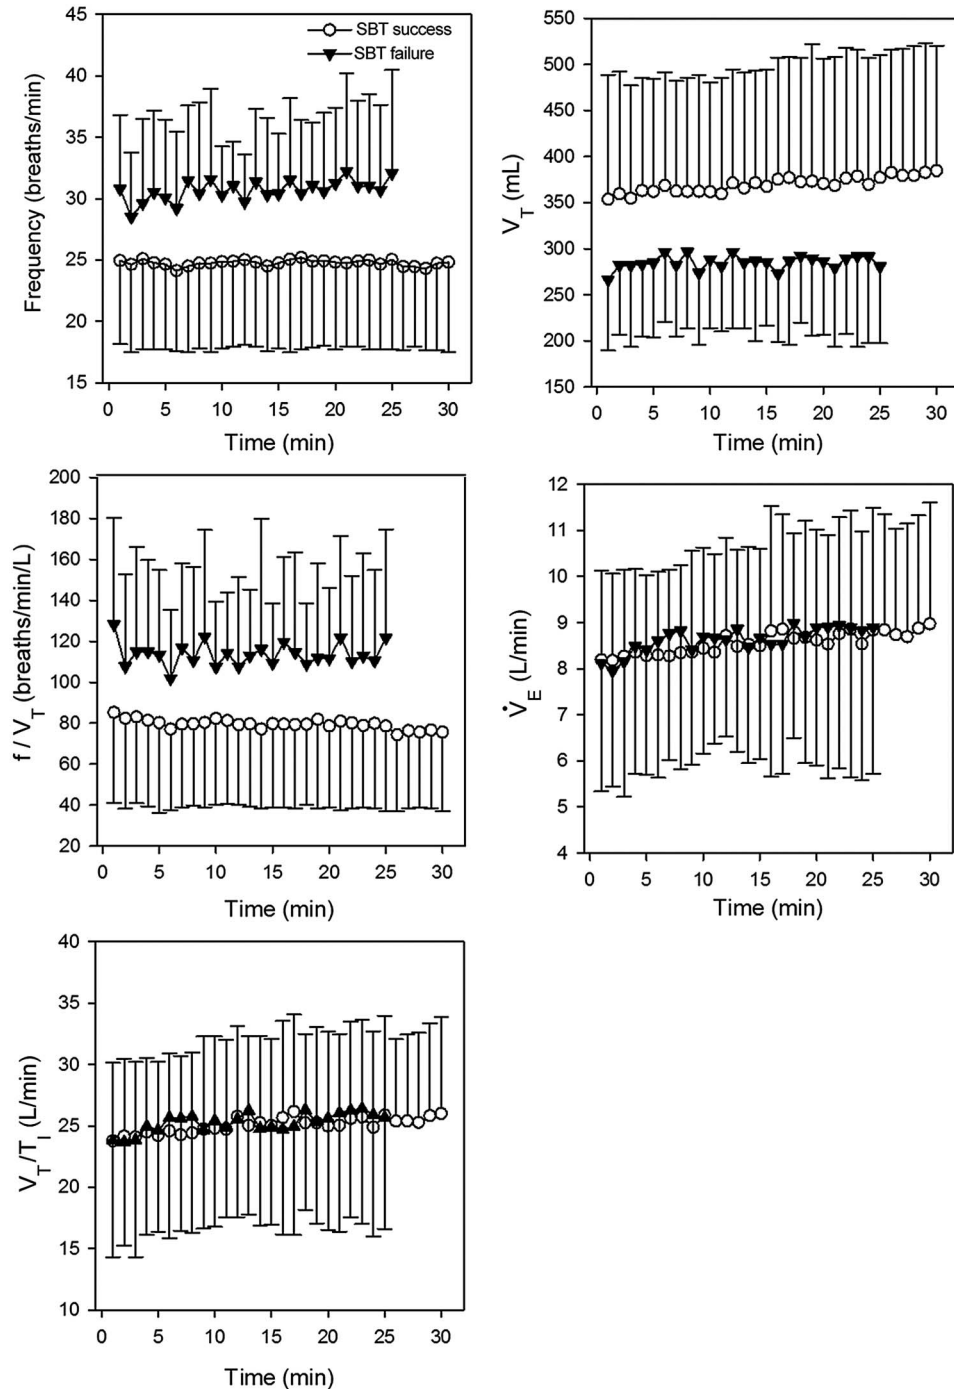 SBT success
SBT failure
Frequency (breaths/min)
45
40
35
30
25
20
15
0 5 10 15 20 25 30
Time (min)
V_T (mL)
550
500
450
400
350
300
250
200
150
0 5 10 15 20 25 30
Time (min)
f / V_T (breaths/min/L)
200
180
160
140
120
100
80
60
40
20
0 5 10 15 20 25 30
Time (min)
V̇_E (L/min)
12
11
10
9
8
7
6
5
4
0 5 10 15 20 25 30
Time (min)
V_T/T_I (L/min)
40
35
30
25
20
15
10
0 5 10 15 20 25 30
Time (min)